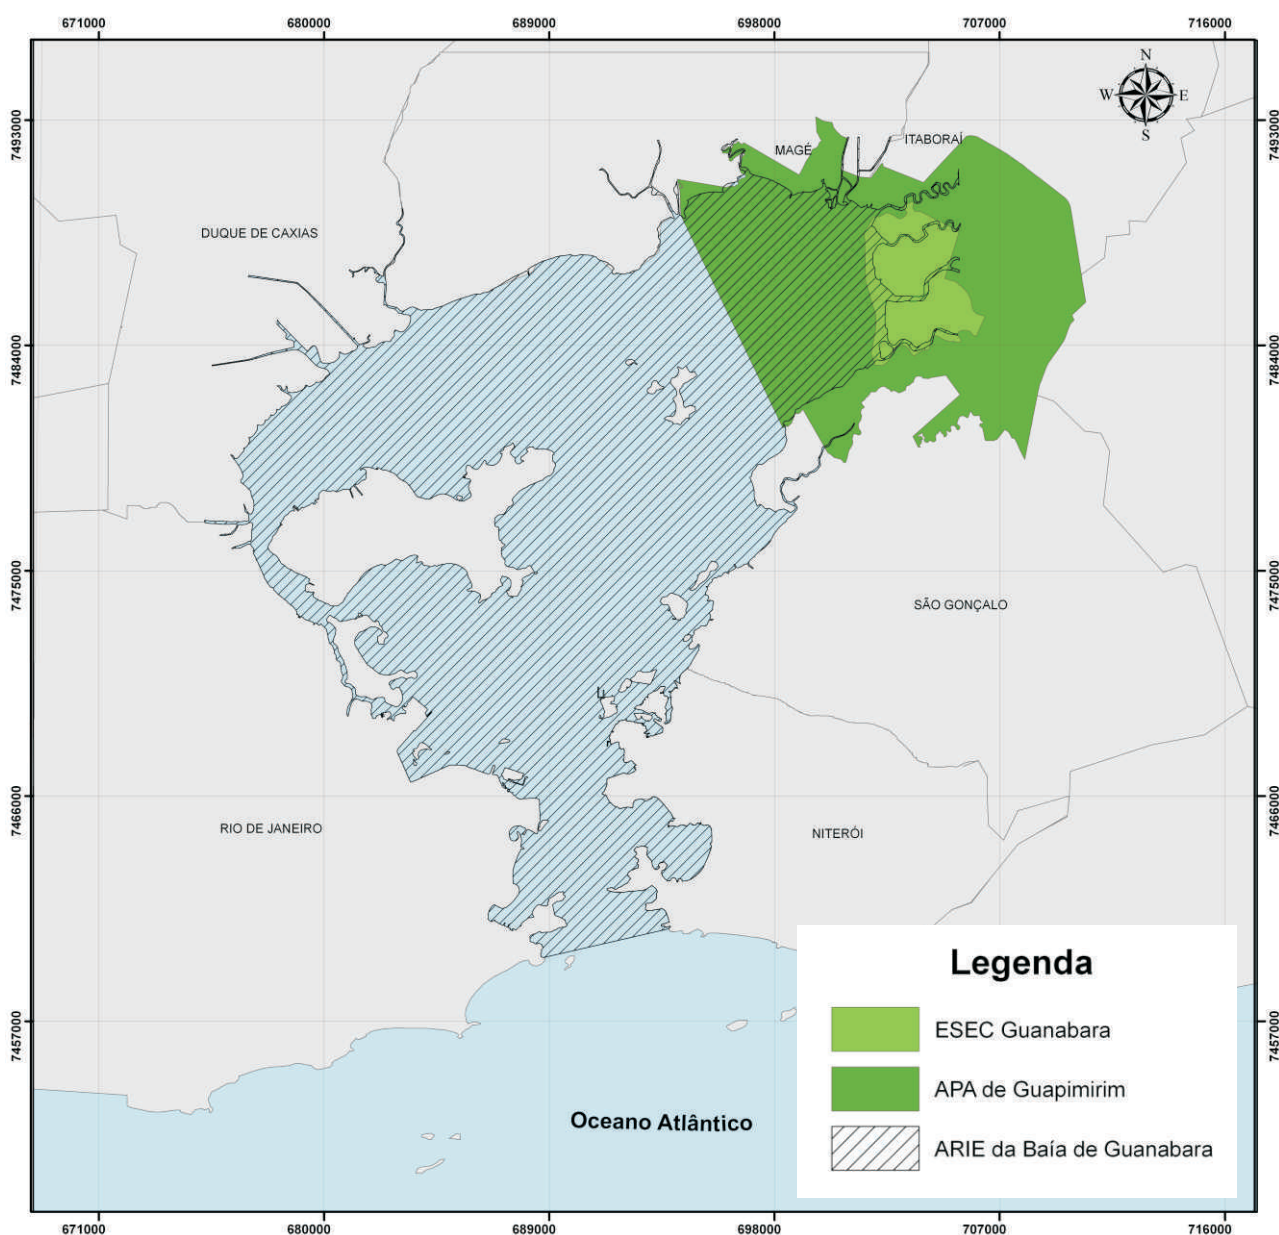 671000 680000 689000 698000 707000 716000
N
W E
S
7493000 7493000
MAGÉ
ITABORAÍ
DUQUE DE CAXIAS
7484000 7484000
7475000 7475000
SÃO GONÇALO
7466000 7466000
RIO DE JANEIRO
NITERÓI
Legenda
ESEC Guanabara
APA de Guapimirim
ARIE da Baía de Guanabara
7457000 7457000
Oceano Atlântico
671000 680000 689000 698000 707000 716000